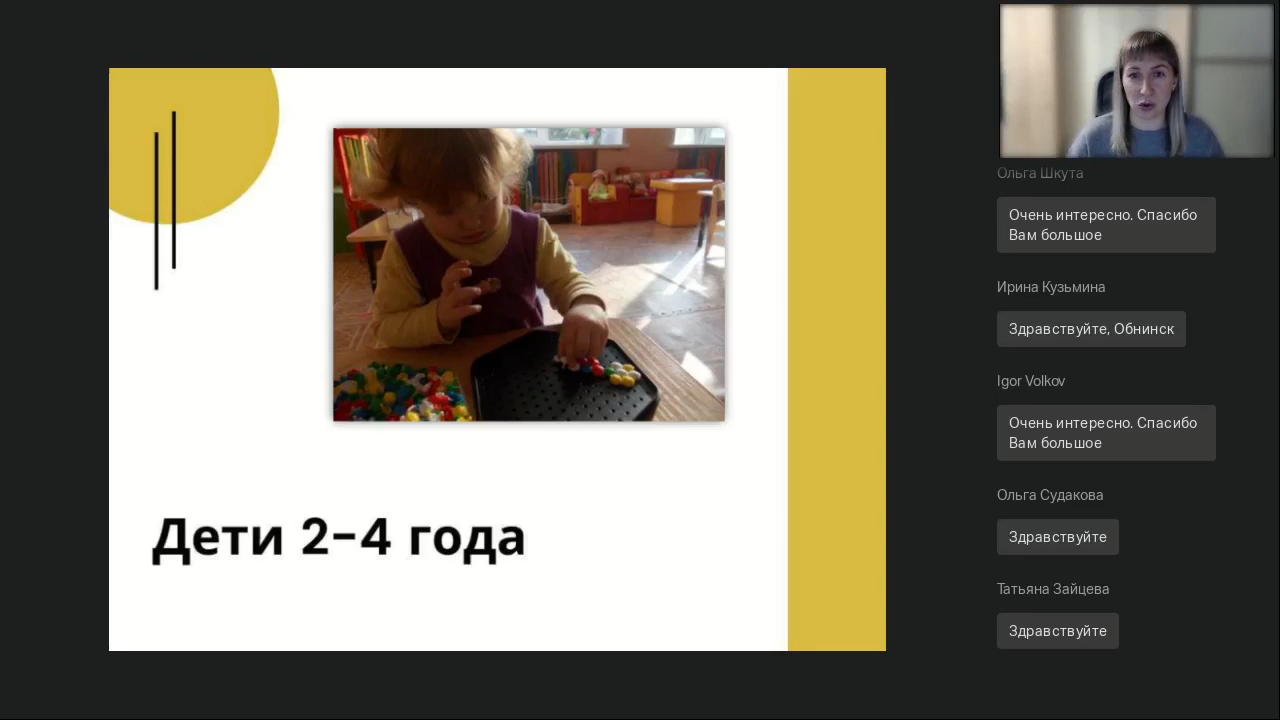 Дети 2-4 года
Ольга Шкута
Очень интересно. Спасибо
Вам большое
Ирина Кузьмина
Здравствуйте, Обнинск
Igor Volkov
Очень интересно. Спасибо
Вам большое
Ольга Судакова
Здравствуйте
Татьяна Зайцева
Здравствуйте